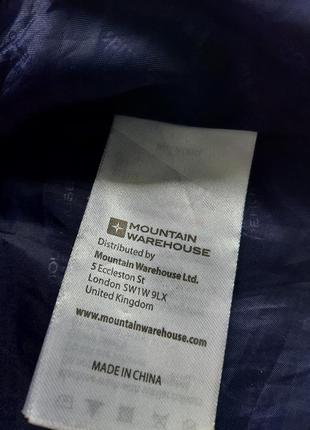 MOUNTAIN
WAREHOUSE
Distributed by
Mountain Warehouse Ltd.
5 Eccleston St
London SW1W 9LX
United Kingdom
www.mountainwarehouse.com
MADE IN CHINA